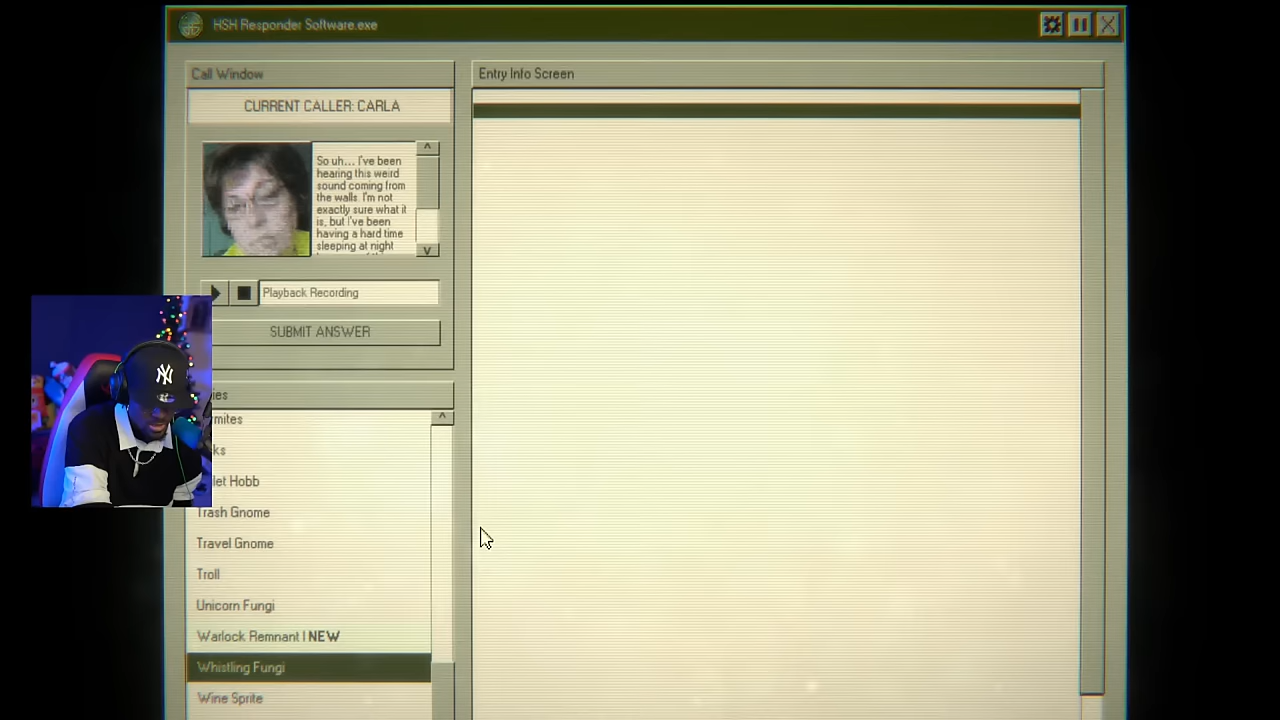 HSH Responder Software.exe
Call Window
CURRENT CALLER: CARLA
So uh... I've been
hearing this weird
sound coming from
the walls. I'm not
exactly sure what it
is, but I've been
having a hard time
sleeping at night
Playback Recording
SUBMIT ANSWER
Entry Info Screen
Trash Gnome
Travel Gnome
Troll
Unicorn Fungi
Warlock Remnant | NEW
Whistling Fungi
Wine Sprite
NY